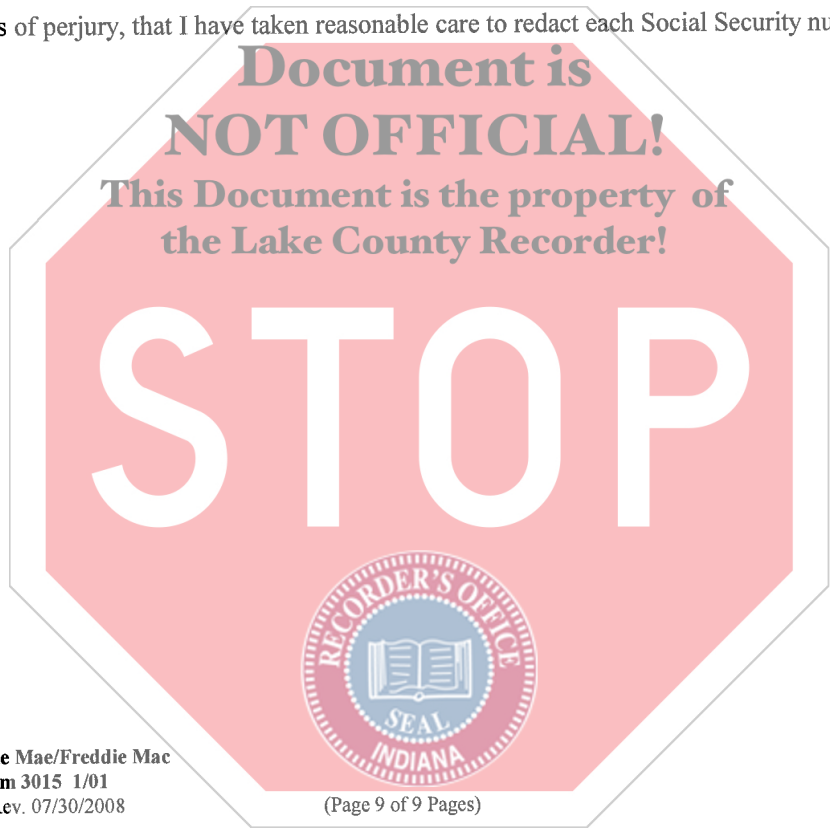 s of perjury, that I have taken reasonable care to redact each Social Security nu
Document is
NOT OFFICIAL!
This Document is the property of
the Lake County Recorder!
STOP
RECORDER'S OFFICE
SEAL
INDIANA
e Mae/Freddie Mac
m 3015 1/01
ev. 07/30/2008
(Page 9 of 9 Pages)